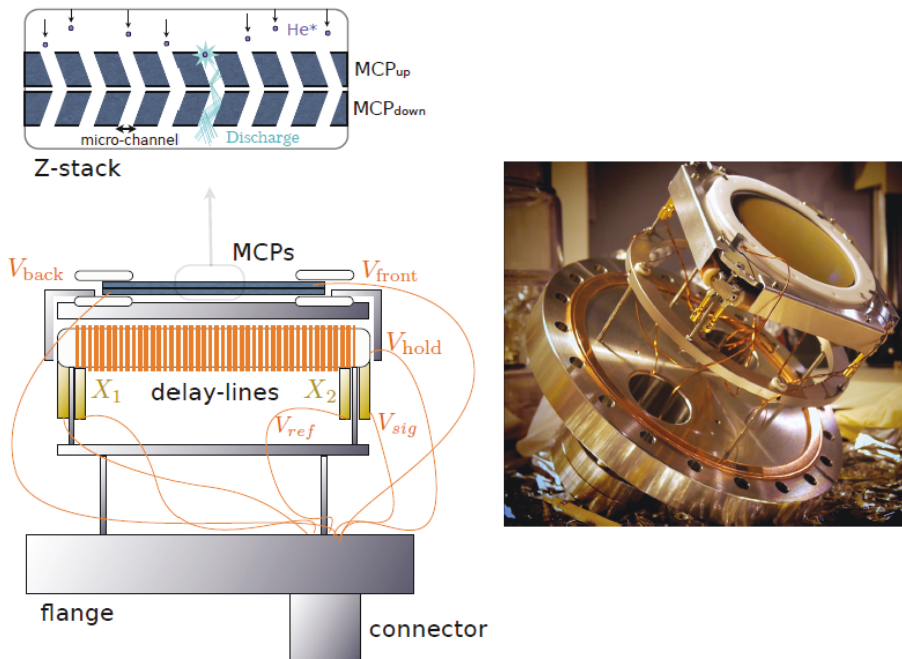 He*
MCPup
MCPdown
micro-channel
Discharge
Z-stack
MCPs
Vback
Vfront
Vhold
X1
delay-lines
X2
Vref
Vsig
flange
connector